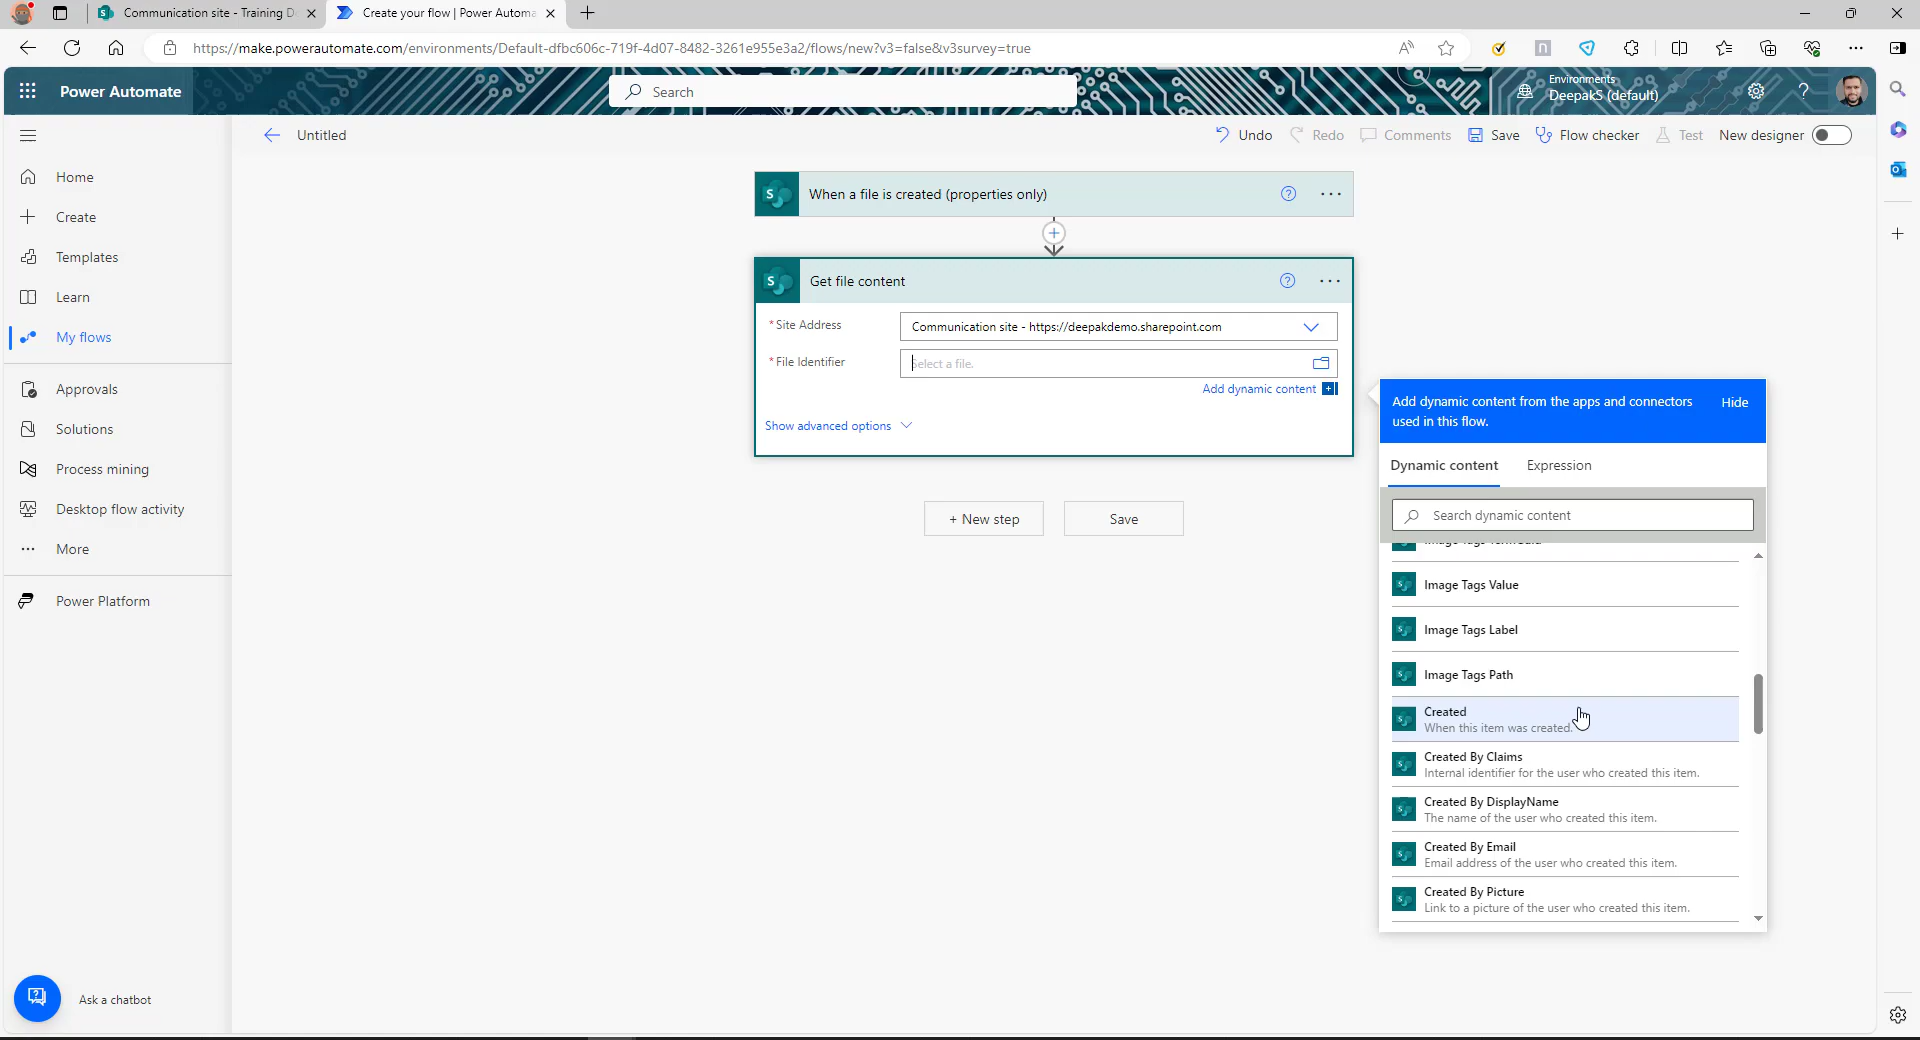 Communication site - Training D
Create your flow | Power Automa
https://make.powerautomate.com/environments/Default-dfbc606c-719f-4d07-8482-3261e955e3a2/flows/new?v3=false&v3survey=true
Power Automate
Search
Environments
DeepakS (default)
Untitled
Undo
Redo
Comments
Save
Flow checker
Test
New designer
Home
Create
Templates
Learn
My flows
Approvals
Solutions
Process mining
Desktop flow activity
More
Power Platform
Ask a chatbot
When a file is created (properties only)
Get file content
*Site Address
Communication site - https://deepakdemo.sharepoint.com
*File Identifier
Select a file.
Add dynamic content
Show advanced options
+ New step
Save
Add dynamic content from the apps and connectors
used in this flow.
Hide
Dynamic content
Expression
Search dynamic content
Image Tags Value
Image Tags Label
Image Tags Path
Created
When this item was created.
Created By Claims
Internal identifier for the user who created this item.
Created By DisplayName
The name of the user who created this item.
Created By Email
Email address of the user who created this item.
Created By Picture
Link to a picture of the user who created this item.